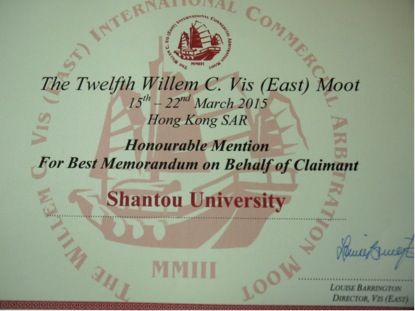 THE WILLEM C. VIS (EAST) INTERNATIONAL COMMERCIAL ARBITRATION MOOT
MMIII
The Twelfth Willem C. Vis (East) Moot
15th – 22nd March 2015
Hong Kong SAR
Honourable Mention
For Best Memorandum on Behalf of Claimant
Shantou University
MMIII
LOUISE BARRINGTON
DIRECTOR, VIS (EAST)